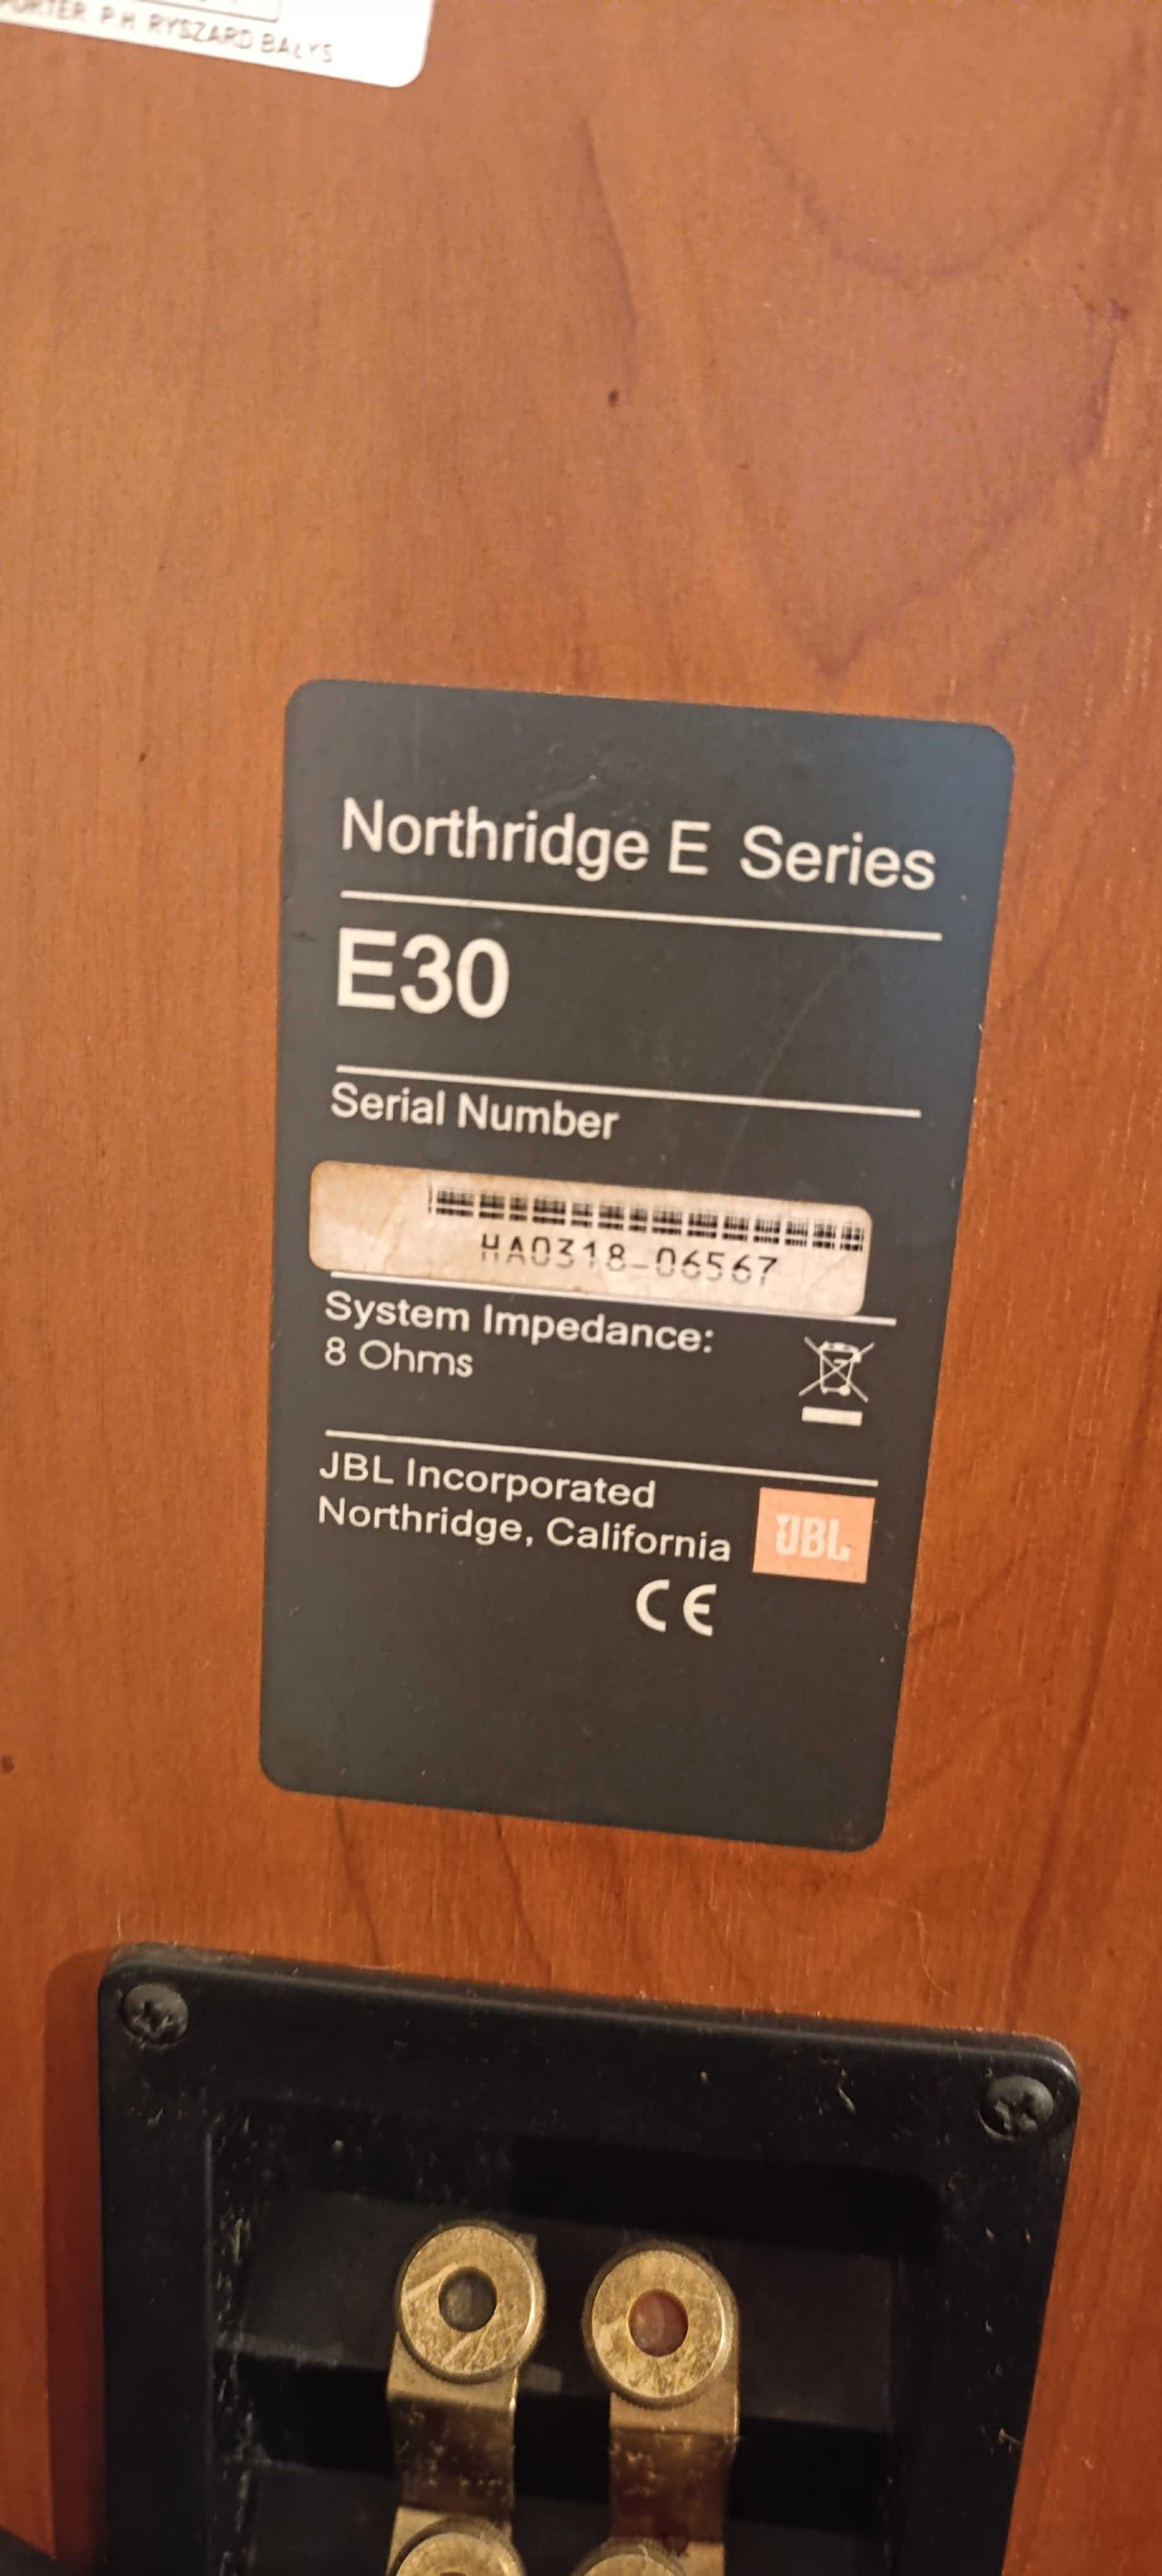 P.H. RYSZARD BAŁYS
Northridge E Series
E30
Serial Number
HA0318-06567
System Impedance:
8 Ohms
JBL Incorporated
Northridge, California
JBL
CE